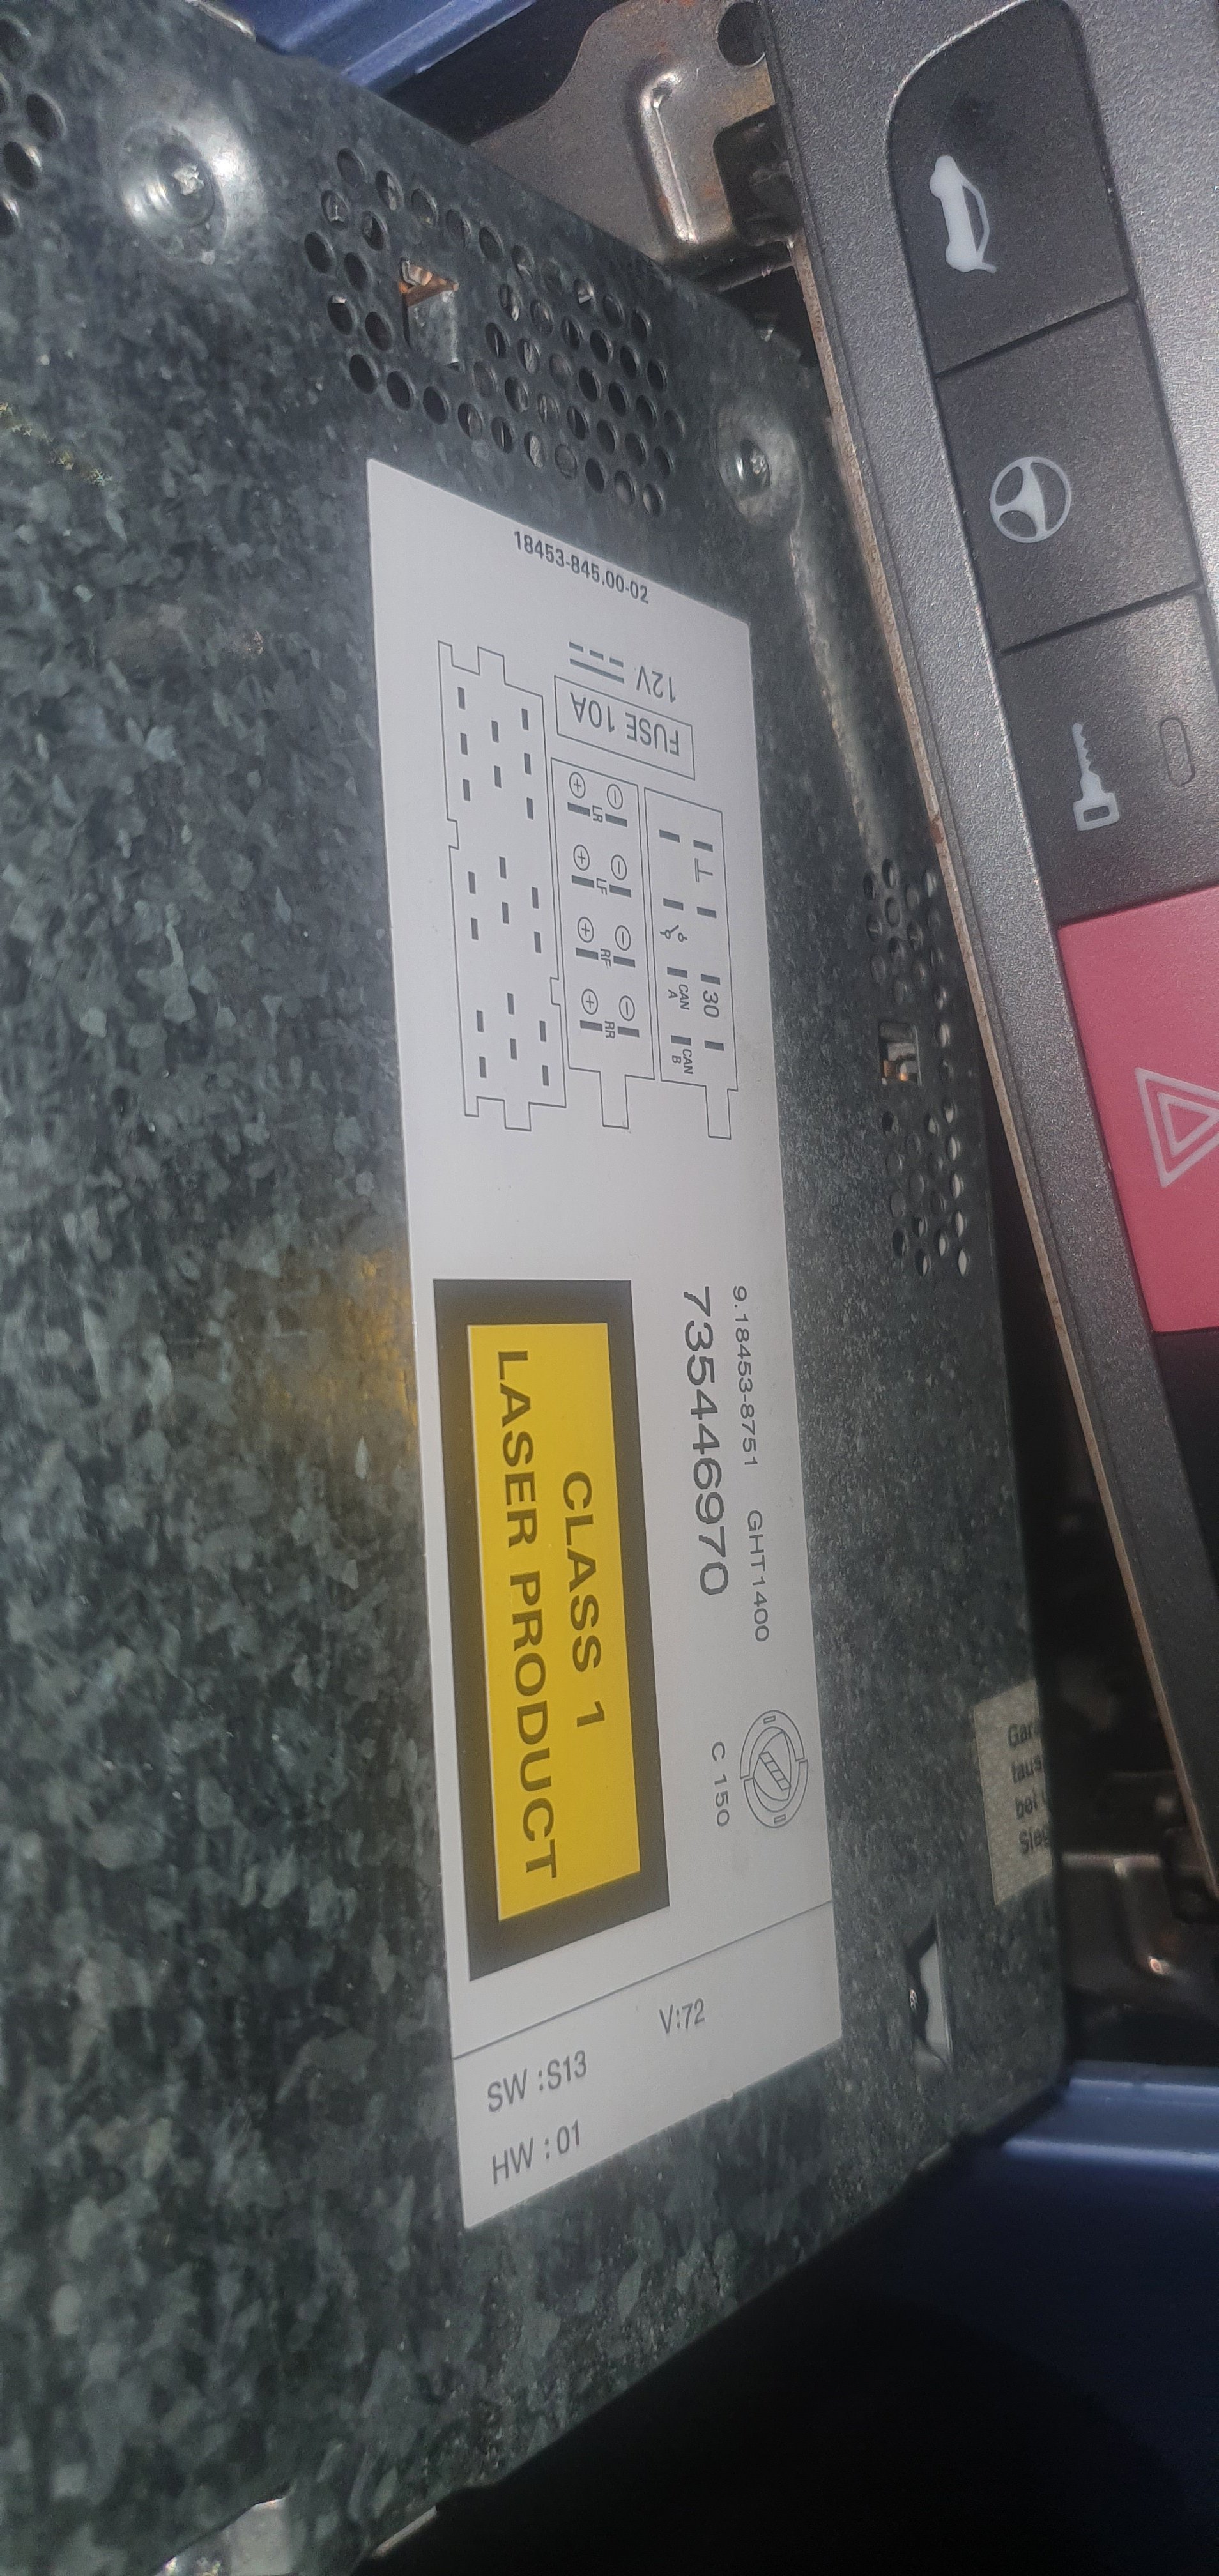 18453-845.00-02
12V
FUSE 10A
30
CAN A
CAN B
− − − −
+ + + +
LR LF RF RR
9.18453-8751 GHT1400
735446970
C 150
CLASS 1
LASER PRODUCT
V:72
SW :S13
HW : 01
bei